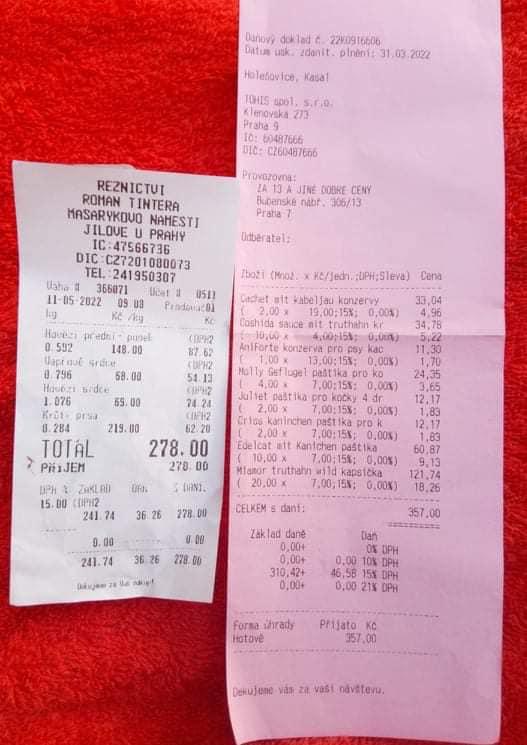 REZNICTVI
ROMAN TINTERA
MASARYKOVO NAMESTI
JILOVE U PRAHY
IC:47566736
DIC:CZ7201080073
TEL:241950307
Vaha # 366071 Účet # 0511
11-05-2022 09 08 Prodavač01
kg Kč /kg Kč
Hovězí přední- pupek (DPH2
0.592 148.00 87.62
Vepřové srdce (DPH2
0.796 68.00 54.13
Hovězí srdce (DPH2
1.076 69.00 74.24
Krůtí prsa (DPH2
0.284 219.00 62.20
TOTAL 278.00
PŘIJEM 278.00
DPH % ZAKLAD DAN S DANI.
15.00 (DPH2
241.74 36.26 278.00
0.00 0.00
241.74 36.26 278.00
Dekujeme za Vaš nákup!
Daňový doklad č. 22K0916606
Datum usk. zdanit. plnění: 31.03.2022
Holešovice, Kasa1
TOHIS spol. s.r.o.
Klenovska 273
Praha 9
IČ: 60487666
DIČ: CZ60487666
Provozovna:
ZA 13 A JINÉ DOBRÉ CENY
Bubenské nábř. 306/13
Praha 7
Odběratel:
Zboží (Množ. x Kč/jedn.;DPH;Sleva) Cena
Cachet mit kabeljau konzervy 33,04
( 2,00 x 19,00;15%; 0,00%) 4,96
Coshida sauce mit truthahn kr 34,78
( 10,00 x 4,00;15%; 0,00%) 5,22
AniForte konzerva pro psy kac 11,30
( 1,00 x 13,00;15%; 0,00%) 1,70
Molly Geflugel paštika pro ko 24,35
( 4,00 x 7,00;15%; 0,00%) 3,65
Juliet paštika pro kočky 4 dr 12,17
( 2,00 x 7,00;15%; 0,00%) 1,83
Criss kaninchen paštika pro k 12,17
( 2,00 x 7,00;15%; 0,00%) 1,83
Edelcat mit Kanichen paštika 60,87
( 10,00 x 7,00;15%; 0,00%) 9,13
Miamor truthahn wild kapsička 121,74
( 20,00 x 7,00;15%; 0,00%) 18,26
CELKEM s daní: 357,00
Základ daně Daň
0,00+ 0% DPH
0,00+ 0,00 10% DPH
310,42+ 46,58 15% DPH
0,00+ 0,00 21% DPH
Forma úhrady Přijato Kč
Hotově 357,00
Dekujeme vás za vaší návštevu.